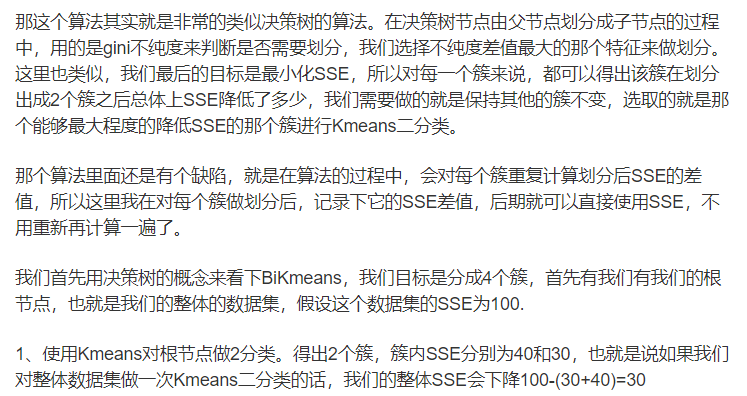 那这个算法其实就是非常的类似决策树的算法。在决策树节点由父节点划分成子节点的过程
中，用的是gini不纯度来判断是否需要划分，我们选择不纯度差值最大的那个特征来做划分。
这里也类似，我们最后的目标是最小化SSE，所以对每一个簇来说，都可以得出该簇在划分
出成2个簇之后总体上SSE降低了多少，我们需要做的就是保持其他的簇不变，选取的就是那
个能够最大程度的降低SSE的那个簇进行Kmeans二分类。
那个算法里面还是有个缺陷，就是在算法的过程中，会对每个簇重复计算划分后SSE的差
值，所以这里我在对每个簇做划分后，记录下它的SSE差值，后期就可以直接使用SSE，不
用重新再计算一遍了。
我们首先用决策树的概念来看下BiKmeans，我们目标是分成4个簇，首先有我们有我们的根
节点，也就是我们的整体的数据集，假设这个数据集的SSE为100.
1、使用Kmeans对根节点做2分类。得出2个簇，簇内SSE分别为40和30，也就是说如果我们
对整体数据集做一次Kmeans二分类的话，我们的整体SSE会下降100-(30+40)=30